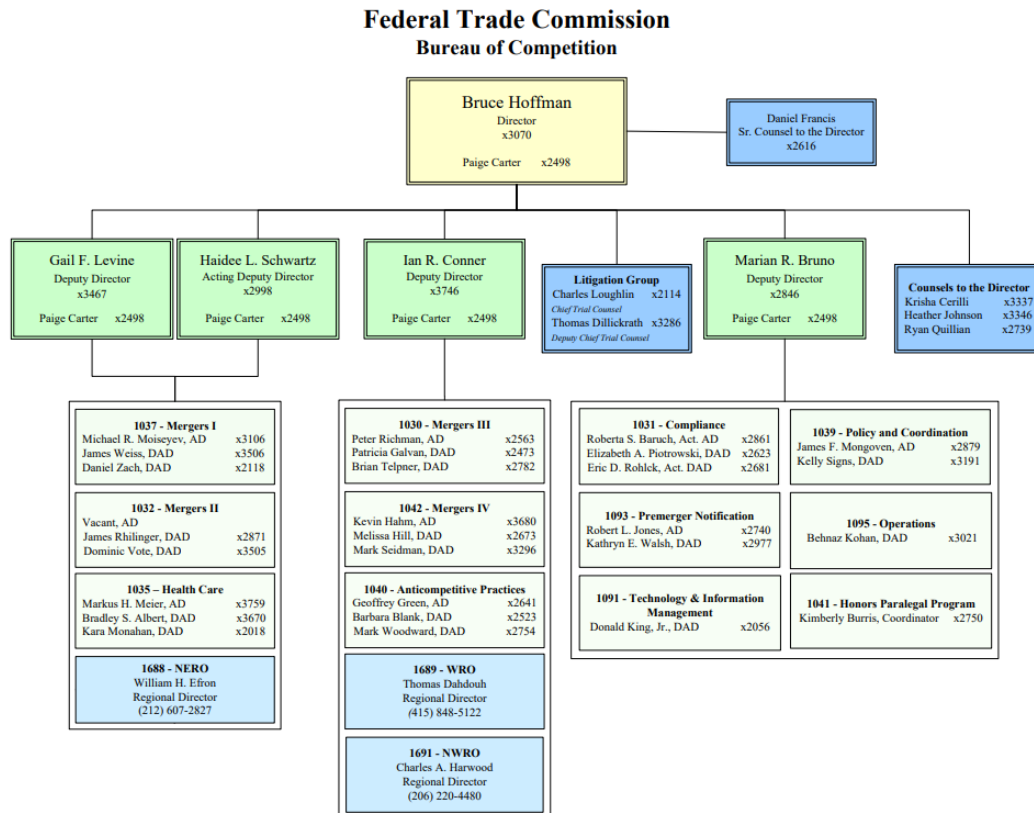 Federal Trade Commission
Bureau of Competition
Bruce Hoffman
Director
x3070
Paige Carter x2498
Daniel Francis
Sr. Counsel to the Director
x2616
Gail F. Levine
Deputy Director
x3467
Paige Carter x2498
Haidee L. Schwartz
Acting Deputy Director
x2998
Paige Carter x2498
Ian R. Conner
Deputy Director
x3746
Paige Carter x2498
Litigation Group
Charles Loughlin x2114
Chief Trial Counsel
Thomas Dillickrath x3286
Deputy Chief Trial Counsel
Marian R. Bruno
Deputy Director
x2846
Paige Carter x2498
Counsels to the Director
Krisha Cerilli x3337
Heather Johnson x3346
Ryan Quillian x2739
1037 - Mergers I
Michael R. Moiseyev, AD x3106
James Weiss, DAD x3506
Daniel Zach, DAD x2118
1032 - Mergers II
Vacant, AD
James Rhilinger, DAD x2871
Dominic Vote, DAD x3505
1035 – Health Care
Markus H. Meier, AD x3759
Bradley S. Albert, DAD x3670
Kara Monahan, DAD x2018
1688 - NERO
William H. Efron
Regional Director
(212) 607-2827
1030 - Mergers III
Peter Richman, AD x2563
Patricia Galvan, DAD x2473
Brian Telpner, DAD x2782
1042 - Mergers IV
Kevin Hahm, AD x3680
Melissa Hill, DAD x2673
Mark Seidman, DAD x3296
1040 - Anticompetitive Practices
Geoffrey Green, AD x2641
Barbara Blank, DAD x2523
Mark Woodward, DAD x2754
1689 - WRO
Thomas Dahdouh
Regional Director
(415) 848-5122
1691 - NWRO
Charles A. Harwood
Regional Director
(206) 220-4480
1031 - Compliance
Roberta S. Baruch, Act. AD x2861
Elizabeth A. Piotrowski, DAD x2623
Eric D. Rohlck, Act. DAD x2681
1093 - Premerger Notification
Robert L. Jones, AD x2740
Kathryn E. Walsh, DAD x2977
1091 - Technology & Information
Management
Donald King, Jr., DAD x2056
1039 - Policy and Coordination
James F. Mongoven, AD x2879
Kelly Signs, DAD x3191
1095 - Operations
Behnaz Kohan, DAD x3021
1041 - Honors Paralegal Program
Kimberly Burris, Coordinator x2750